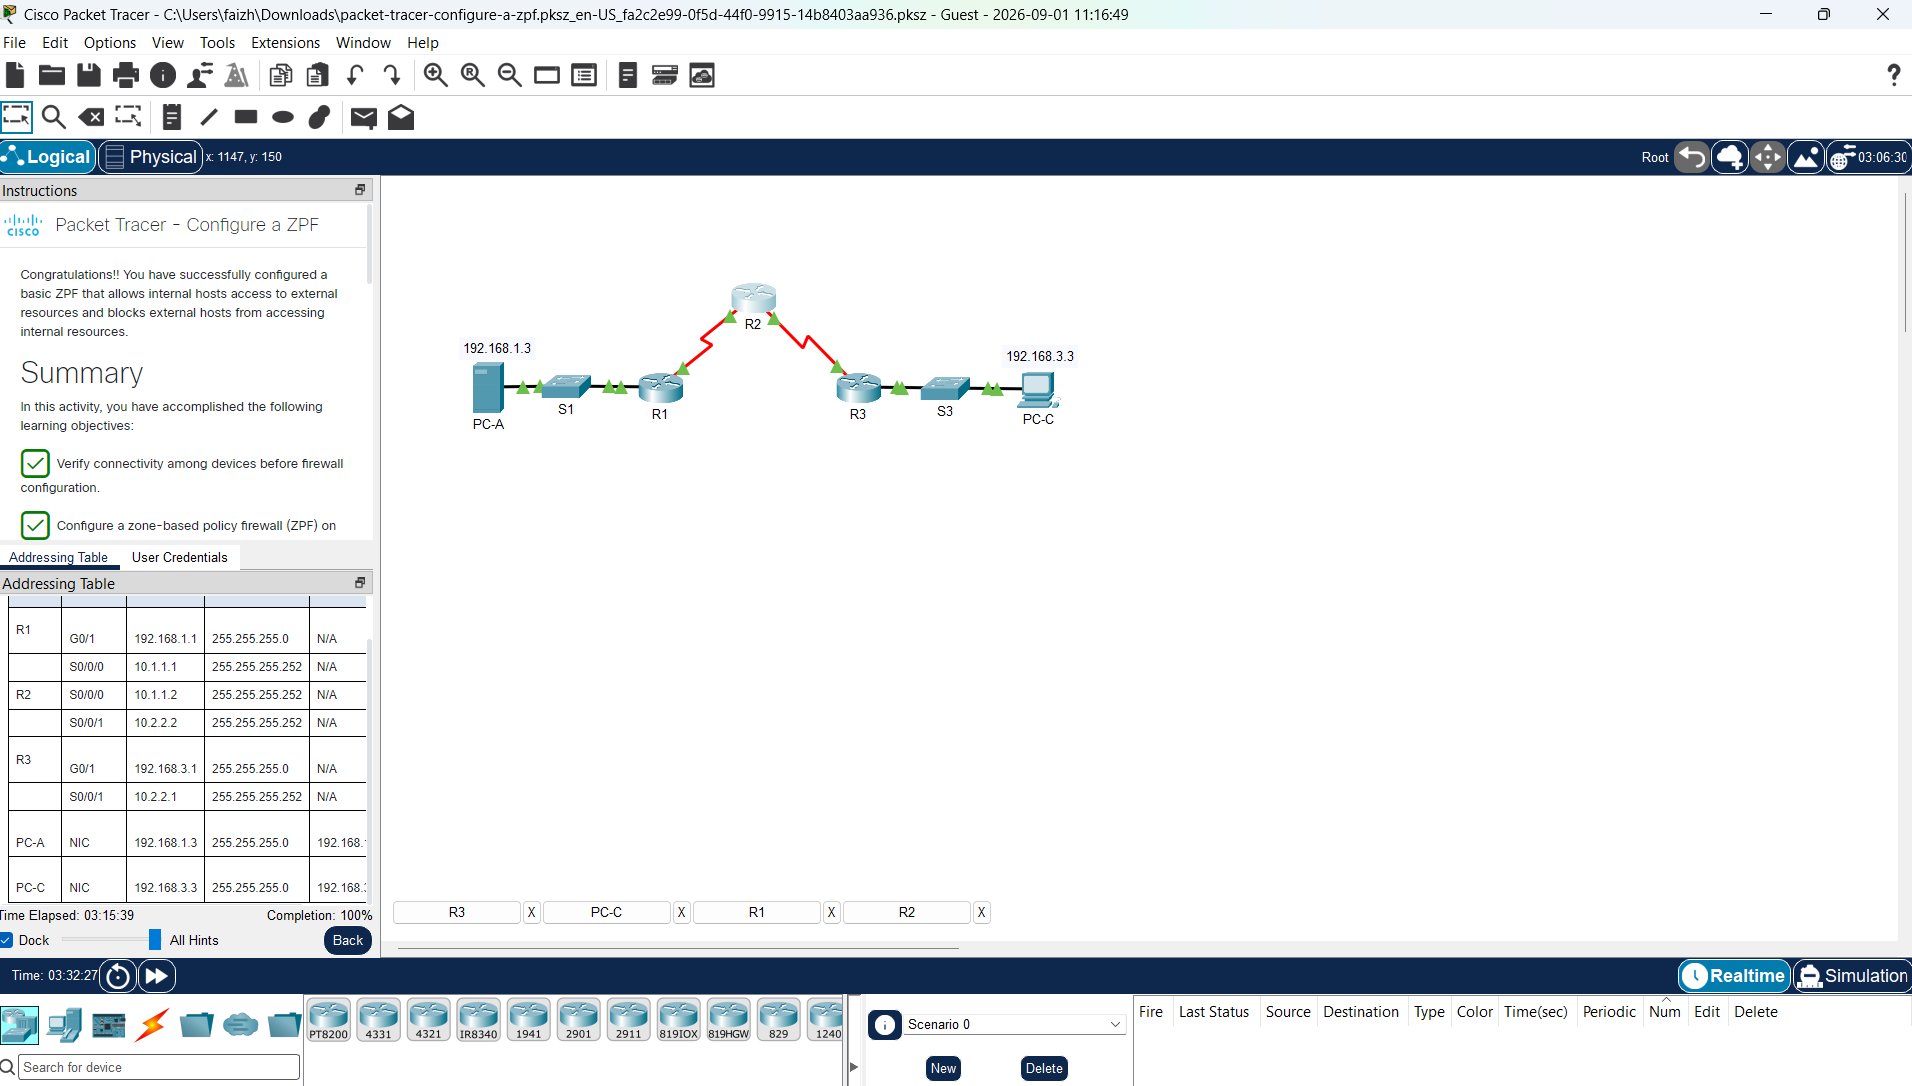 Cisco Packet Tracer - C:\Users\faizh\Downloads\packet-tracer-configure-a-zpf.pksz_en-US_fa2c2e99-0f5d-44f0-9915-14b8403aa936.pksz - Guest - 2026-09-01 11:16:49
File Edit Options View Tools Extensions Window Help
?
Logical Physical x: 1147, y: 150 Root 03:06:30
Instructions
CISCO Packet Tracer - Configure a ZPF
Congratulations!! You have successfully configured a
basic ZPF that allows internal hosts access to external
resources and blocks external hosts from accessing
internal resources.
Summary
In this activity, you have accomplished the following
learning objectives:
Verify connectivity among devices before firewall
configuration.
Configure a zone-based policy firewall (ZPF) on
Addressing Table User Credentials
Addressing Table
R1 G0/1 192.168.1.1 255.255.255.0 N/A
S0/0/0 10.1.1.1 255.255.255.252 N/A
R2 S0/0/0 10.1.1.2 255.255.255.252 N/A
S0/0/1 10.2.2.2 255.255.255.252 N/A
R3 G0/1 192.168.3.1 255.255.255.0 N/A
S0/0/1 10.2.2.1 255.255.255.252 N/A
PC-A NIC 192.168.1.3 255.255.255.0 192.168.
PC-C NIC 192.168.3.3 255.255.255.0 192.168.
Time Elapsed: 03:15:39 Completion: 100%
Dock All Hints Back
R2
192.168.1.3
192.168.3.3
S1
R1
R3
S3
PC-A
PC-C
R3 X PC-C X R1 X R2 X
Time: 03:32:27 Realtime Simulation
PT8200 4331 4321 IR8340 1941 2901 2911 819IOX 819HGW 829 1240
Search for device
Scenario 0
New Delete
Fire Last Status Source Destination Type Color Time(sec) Periodic Num Edit Delete